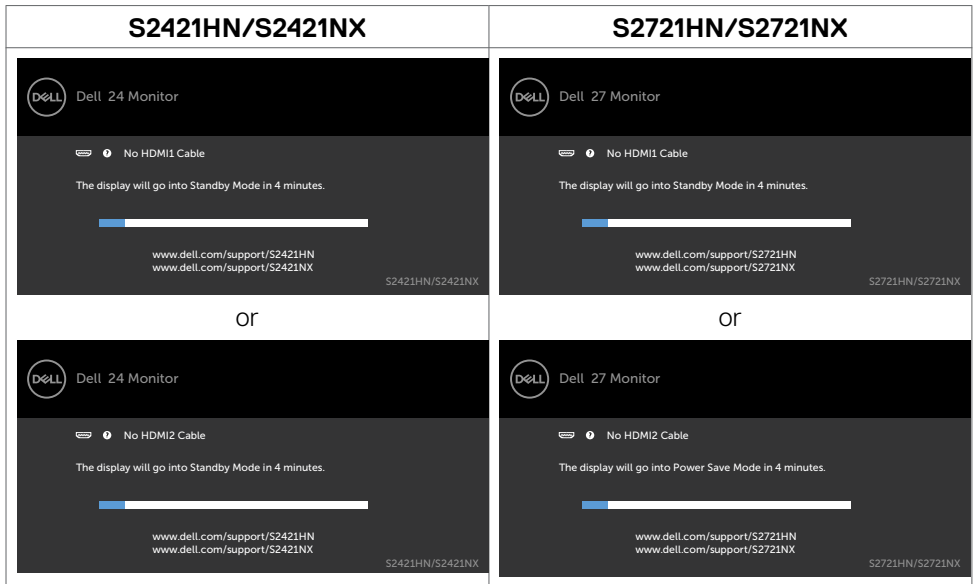 S2421HN/S2421NX
S2721HN/S2721NX
DELL
Dell 24 Monitor
No HDMI1 Cable
The display will go into Standby Mode in 4 minutes.
www.dell.com/support/S2421HN
www.dell.com/support/S2421NX
S2421HN/S2421NX
DELL
Dell 27 Monitor
No HDMI1 Cable
The display will go into Standby Mode in 4 minutes.
www.dell.com/support/S2721HN
www.dell.com/support/S2721NX
S2721HN/S2721NX
or
or
DELL
Dell 24 Monitor
? No HDMI2 Cable
The display will go into Standby Mode in 4 minutes.
www.dell.com/support/S2421HN
www.dell.com/support/S2421NX
S2421HN/S2421NX
DELL
Dell 27 Monitor
? No HDMI2 Cable
The display will go into Power Save Mode in 4 minutes.
www.dell.com/support/S2721HN
www.dell.com/support/S2721NX
S2721HN/S2721NX